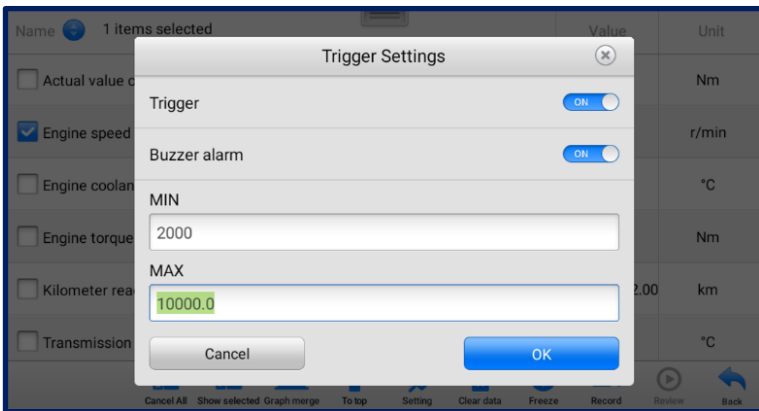 Name 1 items selected Value Unit
Trigger Settings
Actual value Nm
Trigger ON
Engine speed r/min
Buzzer alarm ON
Engine °C
MIN
2000
Engine torque Nm
MAX
Kilometer 2.00 km
10000.0
Transmission °C
Cancel OK
Cancel All Show selected Graph merge To top Setting Clear data Freeze Record Review Back